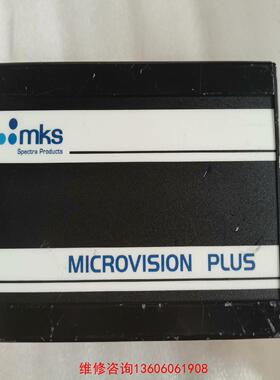 mks
Spectra Products
MICROVISION PLUS
维修咨询13606061908